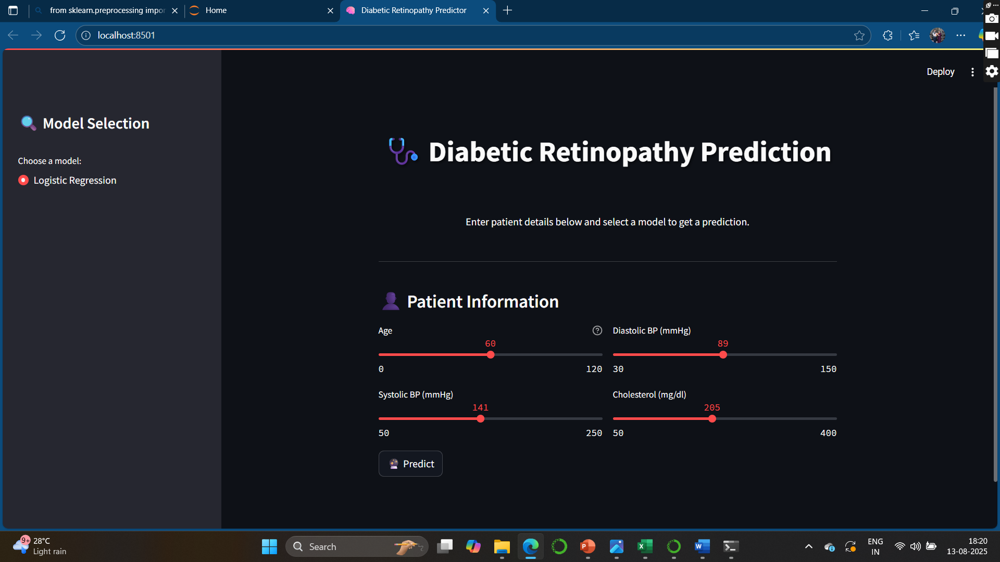 from sklearn.preprocessing impor
Home
Diabetic Retinopathy Predictor
localhost:8501
Deploy
Model Selection
Choose a model:
Logistic Regression
Diabetic Retinopathy Prediction
Enter patient details below and select a model to get a prediction.
Patient Information
Age
60
0 120
Diastolic BP (mmHg)
89
30 150
Systolic BP (mmHg)
141
50 250
Cholesterol (mg/dl)
205
50 400
Predict
9+
28°C
Light rain
Search
ENG
IN
18:20
13-08-2025